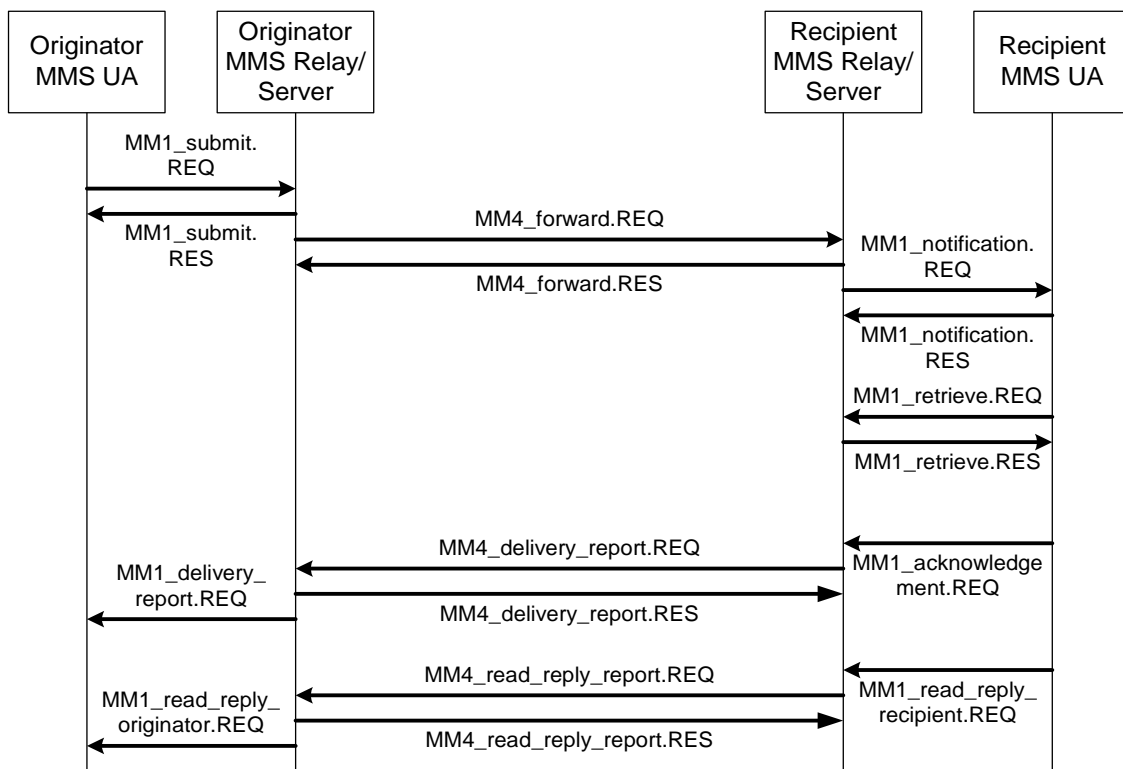 Originator
MMS UA
Originator
MMS Relay/
Server
Recipient
MMS Relay/
Server
Recipient
MMS UA
MM1_submit.
REQ
MM1_submit.
RES
MM4_forward.REQ
MM4_forward.RES
MM1_notification.
REQ
MM1_notification.
RES
MM1_retrieve.REQ
MM1_retrieve.RES
MM1_acknowledge
ment.REQ
MM4_delivery_report.REQ
MM4_delivery_report.RES
MM1_delivery_
report.REQ
MM1_read_reply_
recipient.REQ
MM4_read_reply_report.REQ
MM4_read_reply_report.RES
MM1_read_reply_
originator.REQ